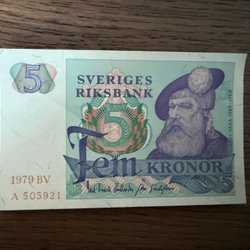 5
SVERIGES
RIKSBANK
5
Fem KRONOR
1979 BV
A 505921